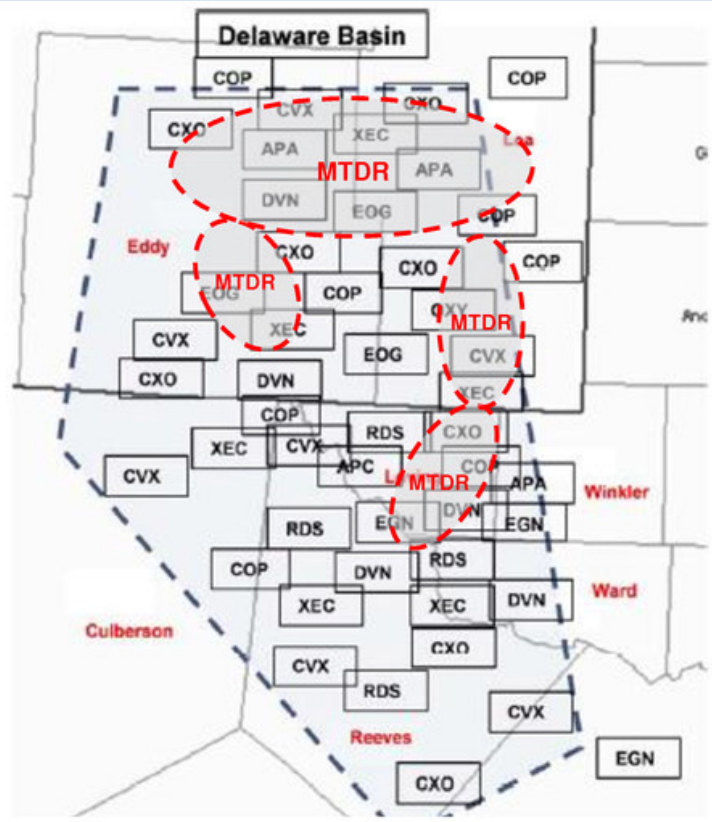 Delaware Basin
COP
COP
CVX
CXO
CXO
XEC
Lea
APA
MTDR
APA
G
DVN
EOG
COP
Eddy
CXO
CXO
COP
MTDR
EOG
COP
OXY
And
XEC
MTDR
CVX
EOG
CVX
CXO
DVN
XEC
COP
RDS
CXO
XEC
CVX
APC
COP
CVX
MTDR
APA
Winkler
DVN
EGN
EGN
RDS
RDS
COP
DVN
Ward
XEC
XEC
DVN
Culberson
CXO
CVX
RDS
CVX
Reeves
EGN
CXO